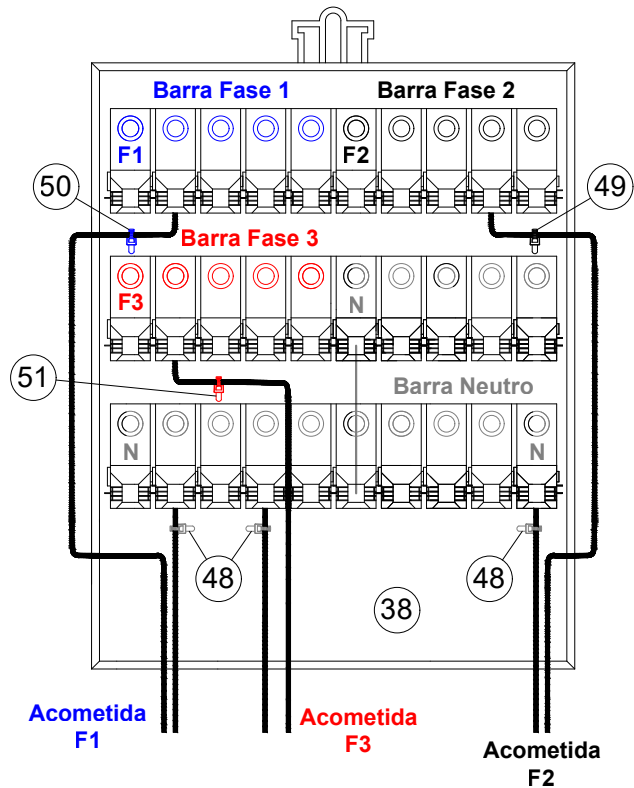 Barra Fase 1
Barra Fase 2
F1
F2
50
49
Barra Fase 3
F3
N
51
Barra Neutro
N
N
48
48
38
Acometida
F1
Acometida
F3
Acometida
F2